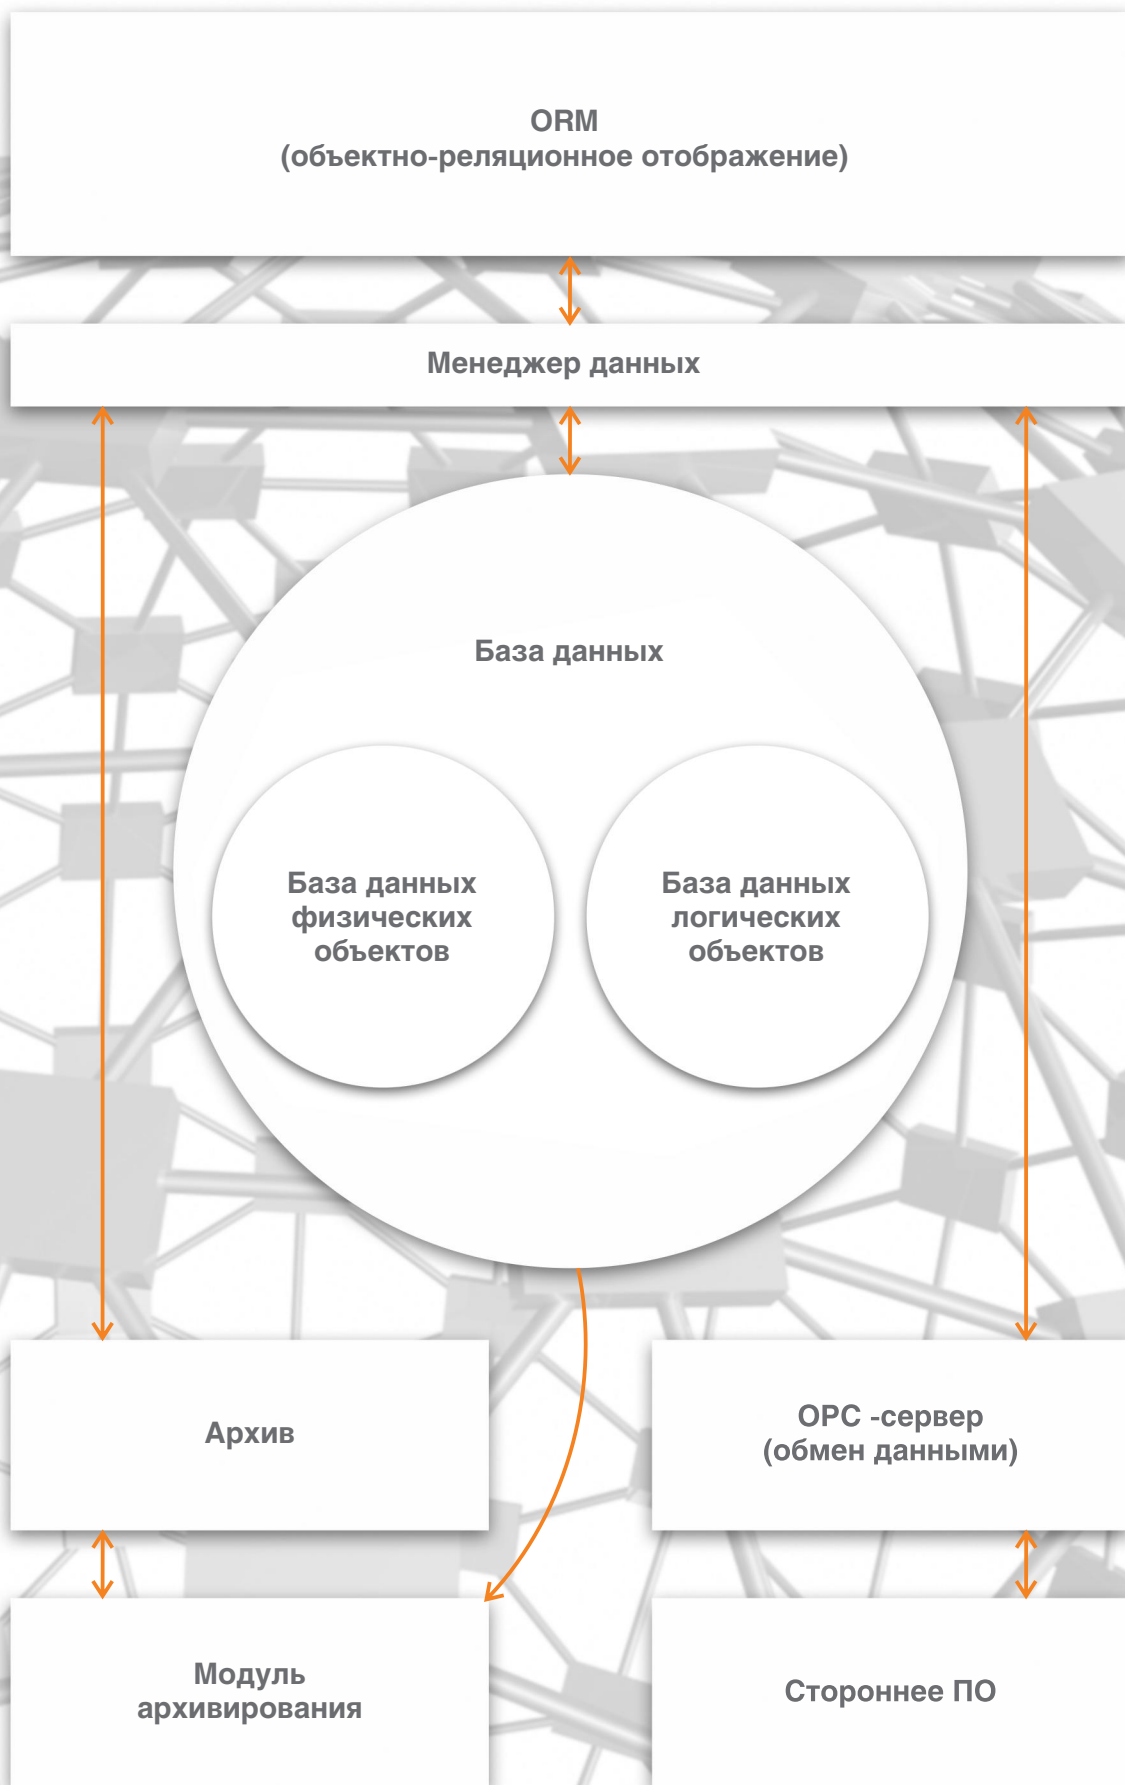 ORM
(объектно-реляционное отображение)
Менеджер данных
База данных
База данных
физических
объектов
База данных
логических
объектов
Архив
OPC -сервер
(обмен данными)
Модуль
архивирования
Стороннее ПО